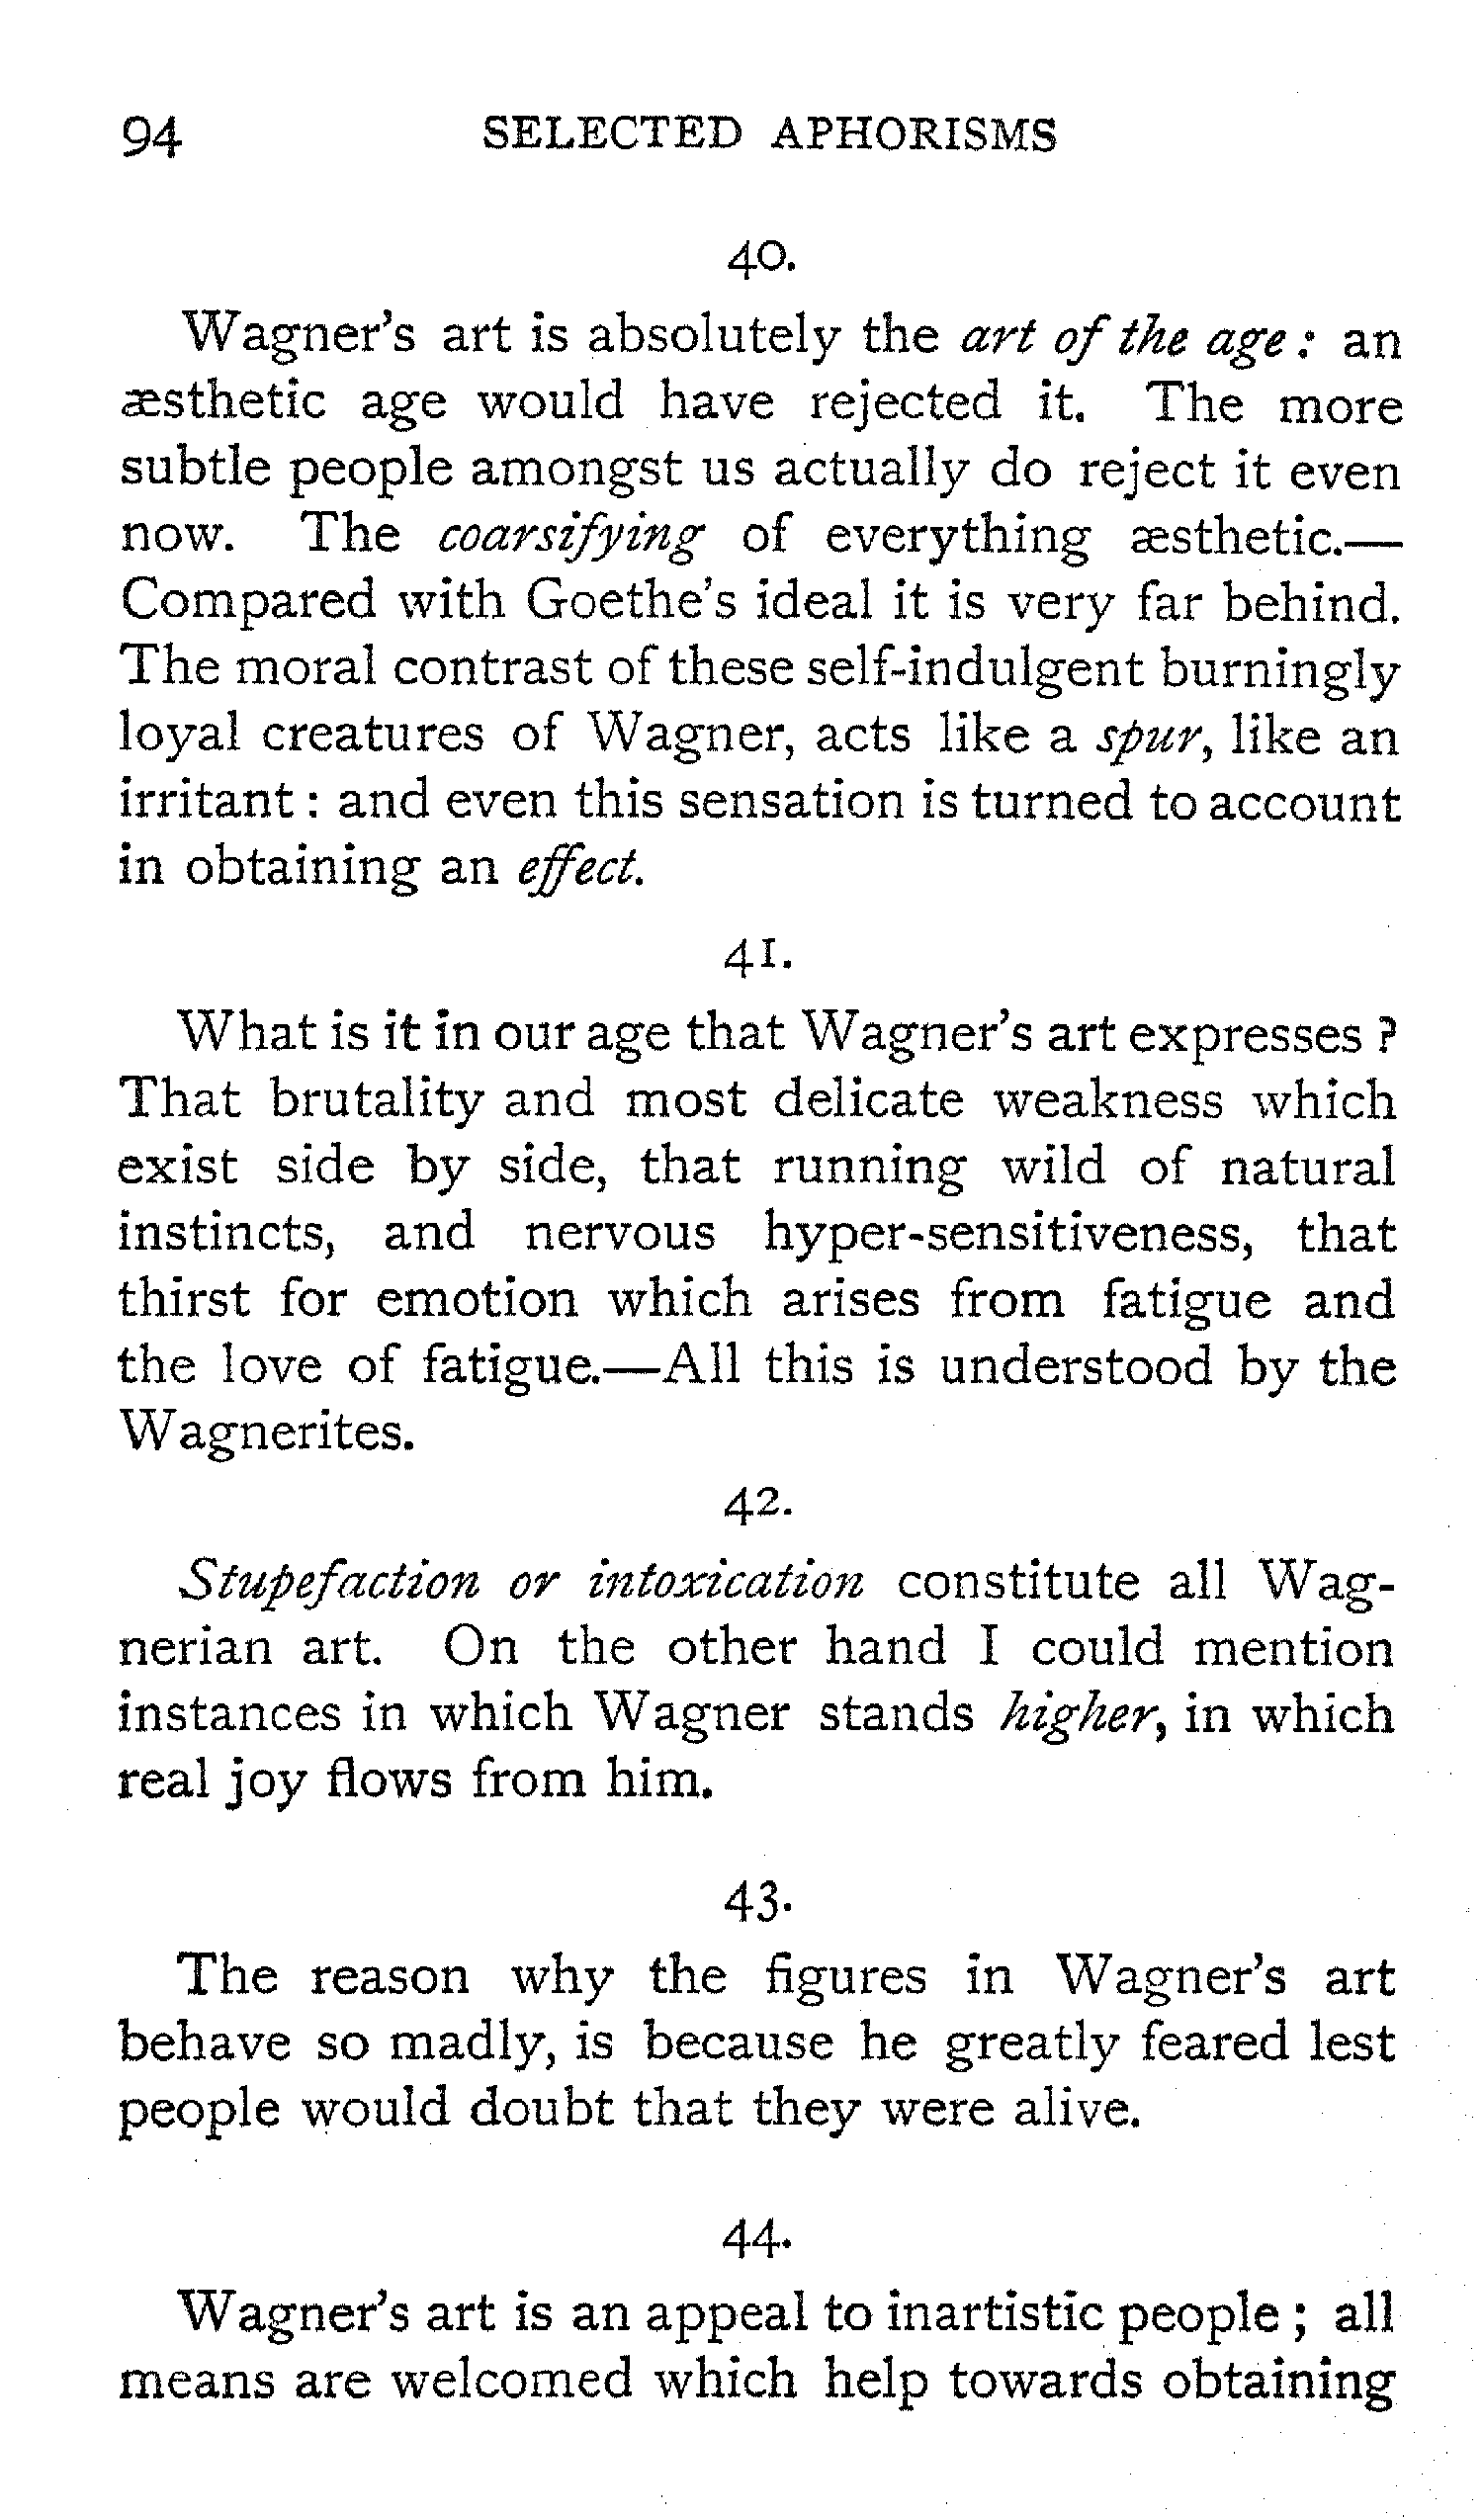 94 SELECTED APHORISMS
40.
Wagner's art is absolutely the art of the age: an
æsthetic age would have rejected it. The more
subtle people amongst us actually do reject it even
now. The coarsifying of everything æsthetic.—
Compared with Goethe's ideal it is very far behind.
The moral contrast of these self-indulgent burningly
loyal creatures of Wagner, acts like a spur, like an
irritant : and even this sensation is turned to account
in obtaining an effect.
41.
What is it in our age that Wagner's art expresses ?
That brutality and most delicate weakness which
exist side by side, that running wild of natural
instincts, and nervous hyper-sensitiveness, that
thirst for emotion which arises from fatigue and
the love of fatigue.—All this is understood by the
Wagnerites.
42.
Stupefaction or intoxication constitute all Wag-
nerian art. On the other hand I could mention
instances in which Wagner stands higher, in which
real joy flows from him.
43.
The reason why the figures in Wagner's art
behave so madly, is because he greatly feared lest
people would doubt that they were alive.
44.
Wagner's art is an appeal to inartistic people ; all
means are welcomed which help towards obtaining